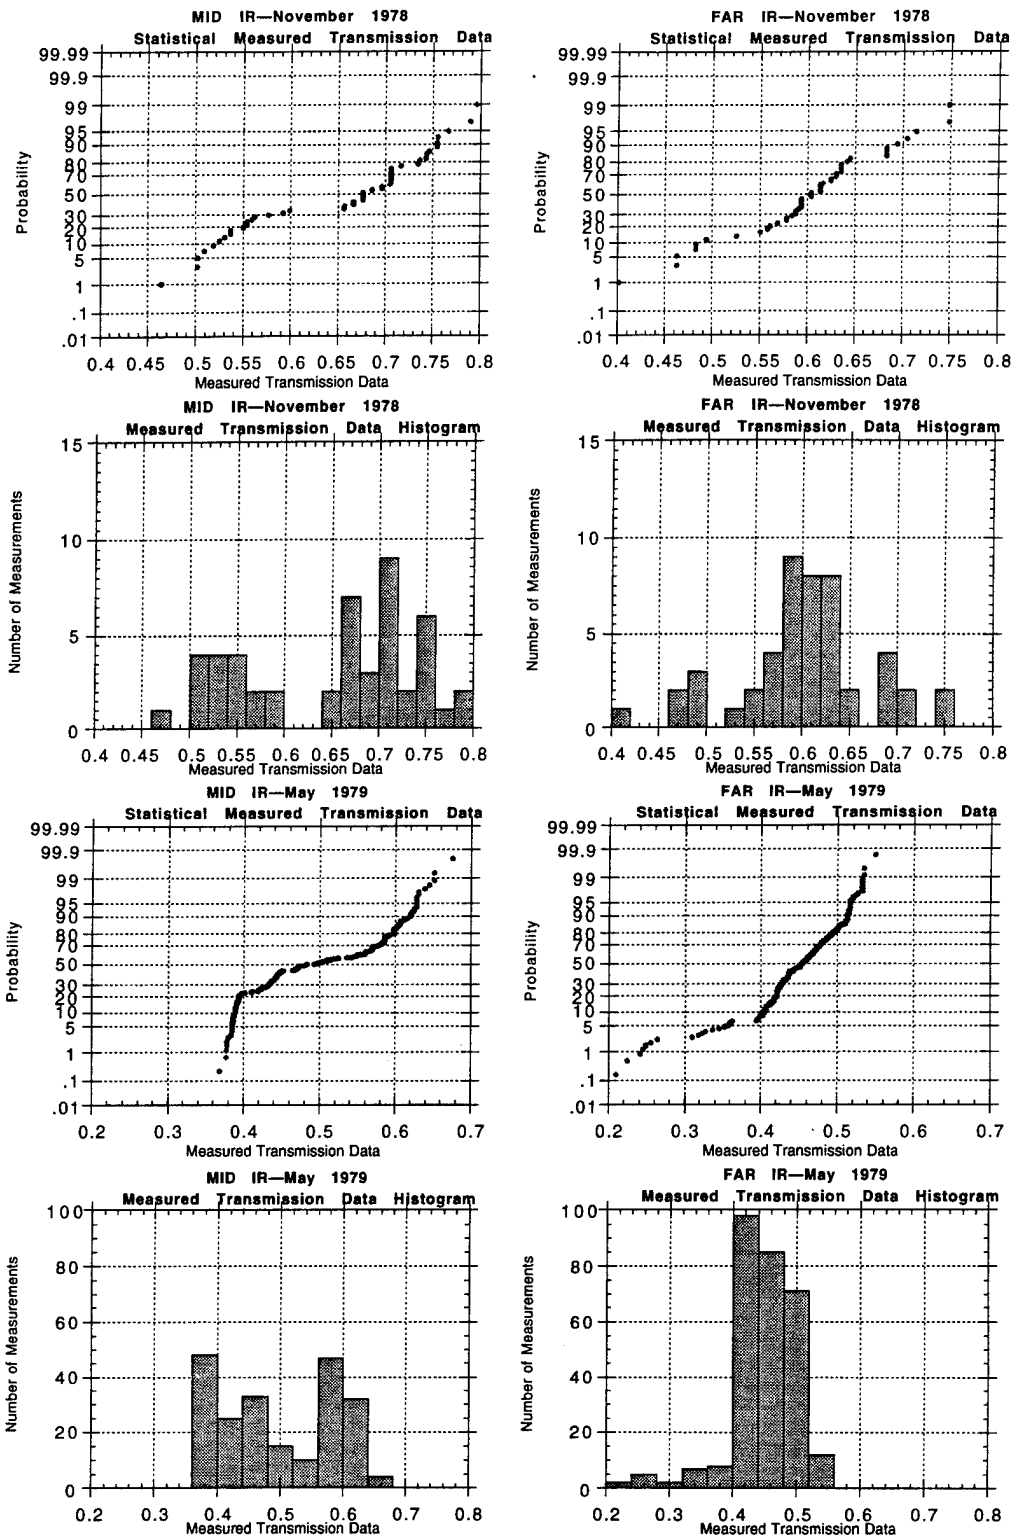 MID IR—November 1978
Statistical Measured Transmission Data
99.99
99.9
99
95
90
80
70
50
30
20
10
5
1
.1
.01
Probability
0.4 0.45 0.5 0.55 0.6 0.65 0.7 0.75 0.8
Measured Transmission Data
FAR IR—November 1978
Statistical Measured Transmission Data
99.99
99.9
99
95
90
80
70
50
30
20
10
5
1
.1
.01
Probability
0.4 0.45 0.5 0.55 0.6 0.65 0.7 0.75 0.8
Measured Transmission Data
MID IR—November 1978
Measured Transmission Data Histogram
15
10
5
0
Number of Measurements
0.4 0.45 0.5 0.55 0.6 0.65 0.7 0.75 0.8
Measured Transmission Data
FAR IR—November 1978
Measured Transmission Data Histogram
15
10
5
0
Number of Measurements
0.4 0.45 0.5 0.55 0.6 0.65 0.7 0.75 0.8
Measured Transmission Data
MID IR—May 1979
Statistical Measured Transmission Data
99.99
99.9
99
95
90
80
70
50
30
20
10
5
1
.1
.01
Probability
0.2 0.3 0.4 0.5 0.6 0.7
Measured Transmission Data
FAR IR—May 1979
Statistical Measured Transmission Data
99.99
99.9
99
95
90
80
70
50
30
20
10
5
1
.1
.01
Probability
0.2 0.3 0.4 0.5 0.6 0.7
Measured Transmission Data
MID IR—May 1979
Measured Transmission Data Histogram
100
80
60
40
20
0
Number of Measurements
0.2 0.3 0.4 0.5 0.6 0.7 0.8
Measured Transmission Data
FAR IR—May 1979
Measured Transmission Data Histogram
100
80
60
40
20
0
Number of Measurements
0.2 0.3 0.4 0.5 0.6 0.7 0.8
Measured Transmission Data